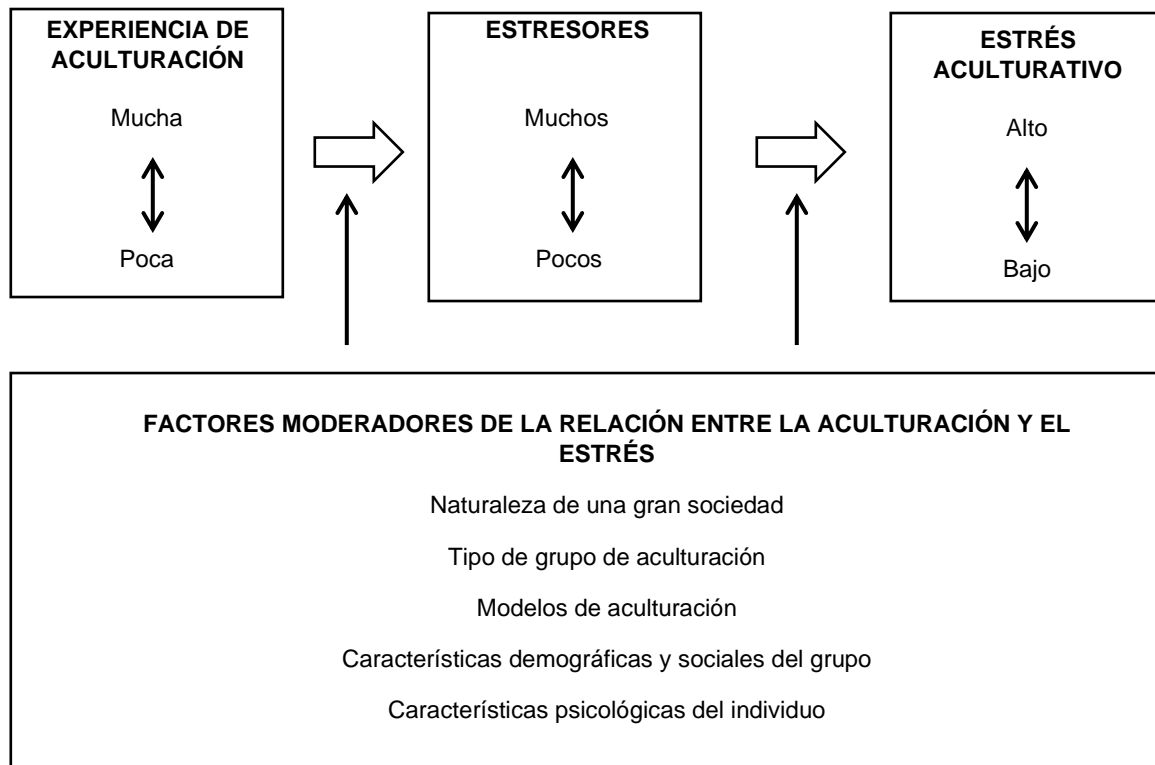 EXPERIENCIA DE
ACULTURACIÓN
Mucha
Poca
ESTRESORES
Muchos
Pocos
ESTRÉS
ACULTURATIVO
Alto
Bajo
FACTORES MODERADORES DE LA RELACIÓN ENTRE LA ACULTURACIÓN Y EL
ESTRÉS
Naturaleza de una gran sociedad
Tipo de grupo de aculturación
Modelos de aculturación
Características demográficas y sociales del grupo
Características psicológicas del individuo